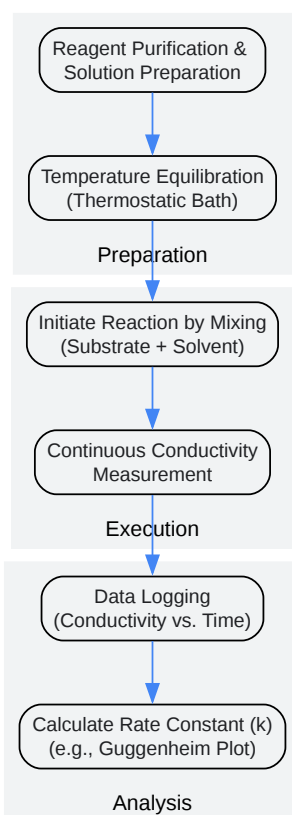 Reagent Purification &
Solution Preparation
Temperature Equilibration
(Thermostatic Bath)
Preparation
Initiate Reaction by Mixing
(Substrate + Solvent)
Continuous Conductivity
Measurement
Execution
Data Logging
(Conductivity vs. Time)
Calculate Rate Constant (k)
(e.g., Guggenheim Plot)
Analysis